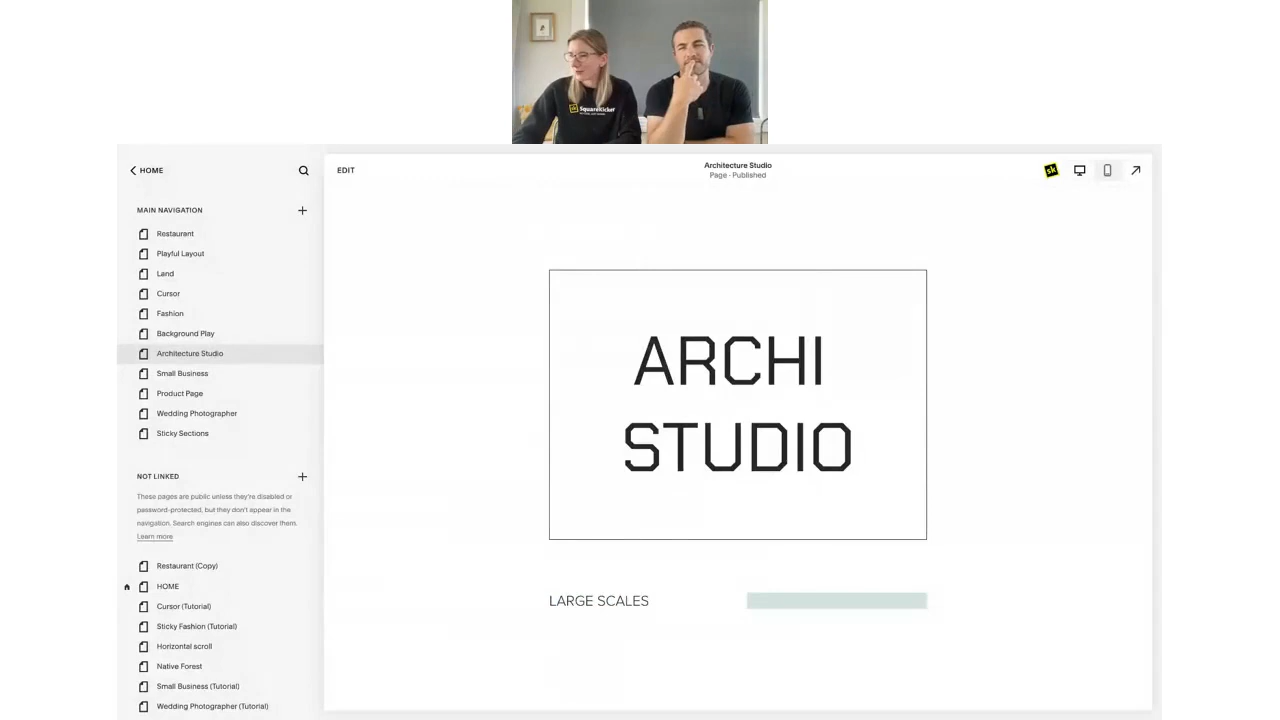 SquareKicker
HOME
MAIN NAVIGATION
Restaurant
Playful Layout
Land
Cursor
Fashion
Background Play
Architecture Studio
Small Business
Product Page
Wedding Photographer
Sticky Sections
NOT LINKED
These pages are public unless they're disabled or
password-protected, but they don't appear in the
navigation. Search engines can also discover them.
Learn more
Restaurant (Copy)
HOME
Cursor (Tutorial)
Sticky Fashion (Tutorial)
Horizontal scroll
Native Forest
Small Business (Tutorial)
Wedding Photographer (Tutorial)
EDIT
Architecture Studio
Page · Published
sk
ARCHI
STUDIO
LARGE SCALES